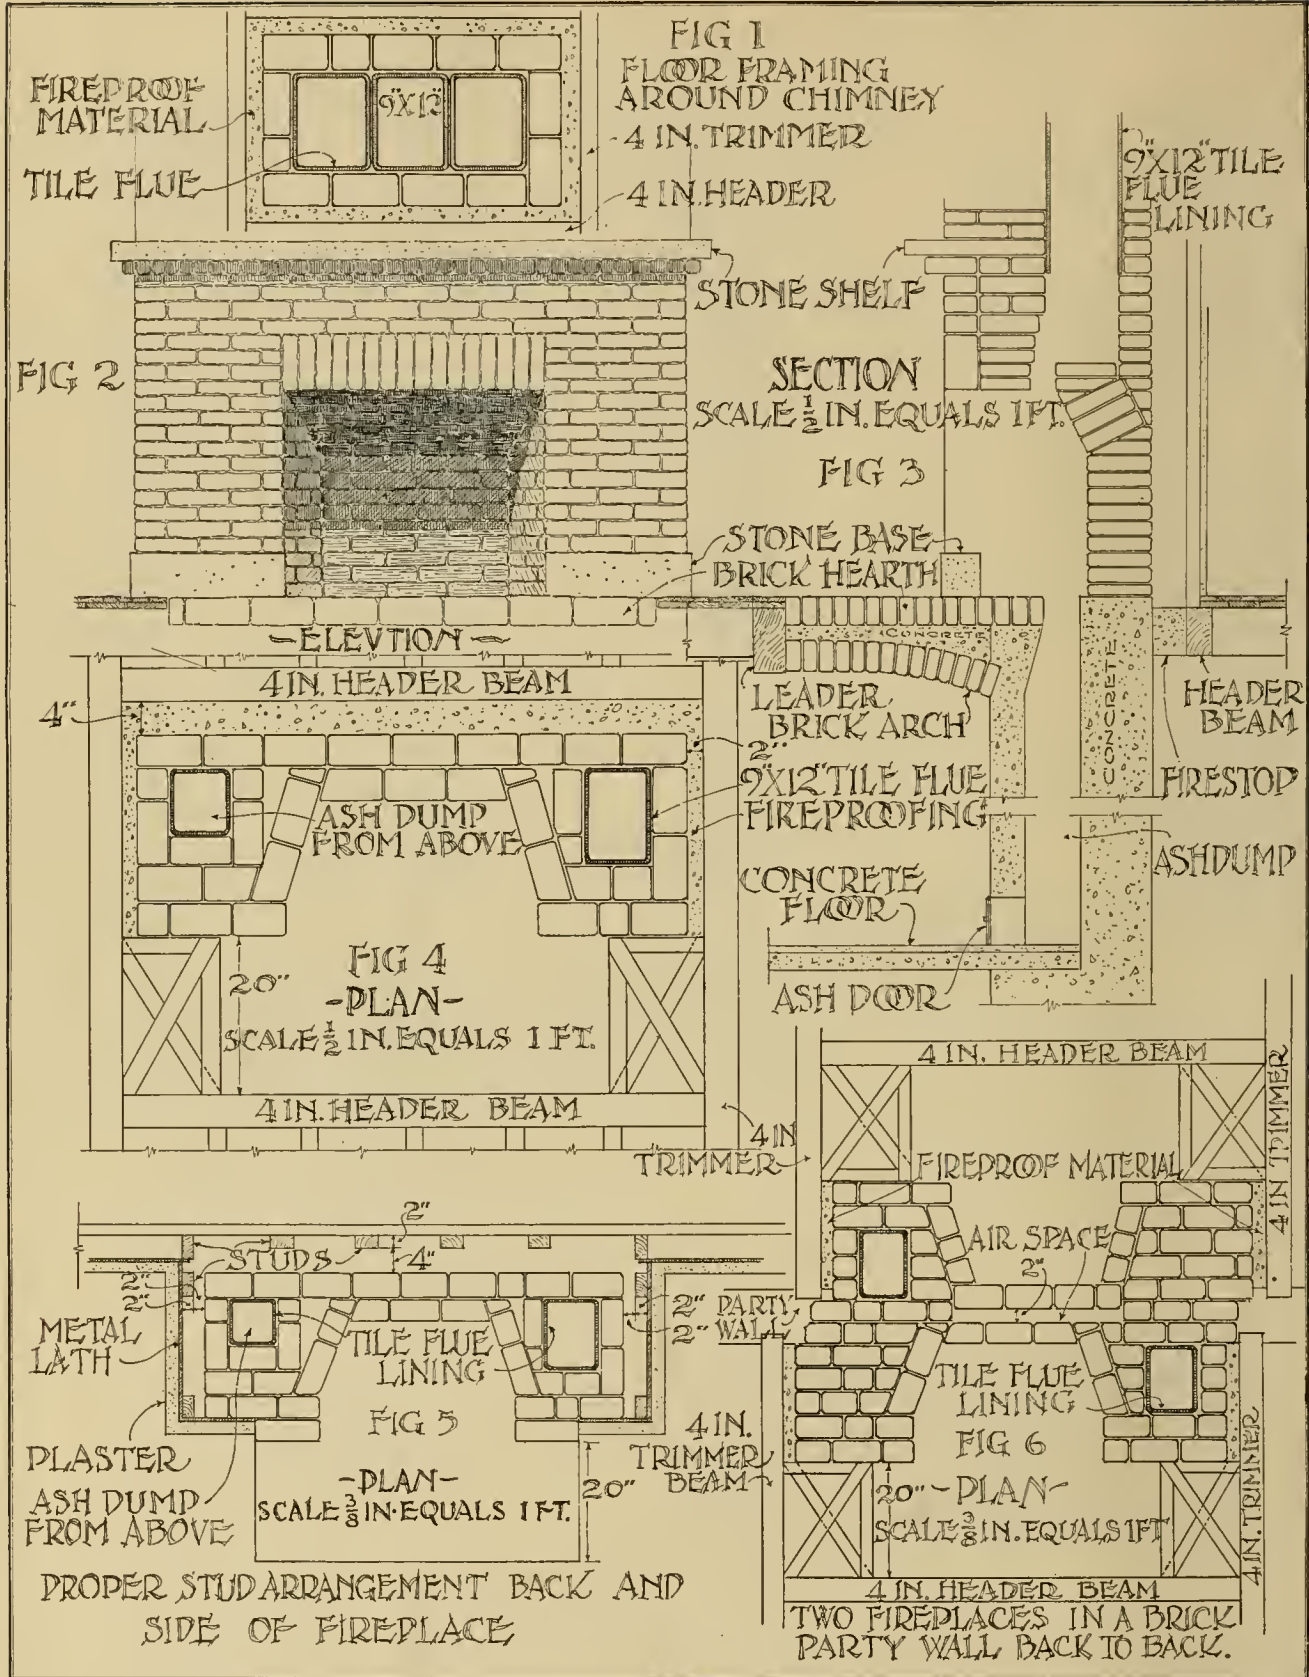 FIG 1
FLOOR FRAMING
AROUND CHIMNEY
FIREPROOF
MATERIAL
9"X12"
TILE FLUE
4 IN. TRIMMER
4 IN. HEADER
9"X12" TILE
FLUE
LINING
STONE SHELF
FIG 2
SECTION
SCALE 1/2 IN. EQUALS 1 FT.
FIG 3
STONE BASE
BRICK HEARTH
CONCRETE
-ELEVTION-
LEADER
BRICK ARCH
CONCRETE
HEADER
BEAM
FIRESTOP
ASHDUMP
4 IN. HEADER BEAM
4"
2"
9"X12" TILE FLUE
FIREPROOFING
ASH DUMP
FROM ABOVE
CONCRETE
FLOOR
ASH DOOR
FIG 4
-PLAN-
SCALE 1/2 IN. EQUALS 1 FT.
20"
4 IN. HEADER BEAM
4 IN
TRIMMER
4 IN. HEADER BEAM
4 IN TRIMMER
FIREPROOF MATERIAL
AIR SPACE
2"
PARTY
WALL
TILE FLUE
LINING
FIG 6
4 IN.
TRIMMER
BEAM
20" -PLAN-
SCALE 3/8 IN. EQUALS 1 FT
4 IN. TRIMMER
4 IN. HEADER BEAM
TWO FIREPLACES IN A BRICK
PARTY WALL BACK TO BACK.
2"
STUDS
4"
2"
2"
2"
2"
METAL
LATH
TILE FLUE
LINING
FIG 5
PLASTER
ASH DUMP
FROM ABOVE
-PLAN-
SCALE 3/8 IN. EQUALS 1 FT.
20"
PROPER STUD ARRANGEMENT BACK AND
SIDE OF FIREPLACE